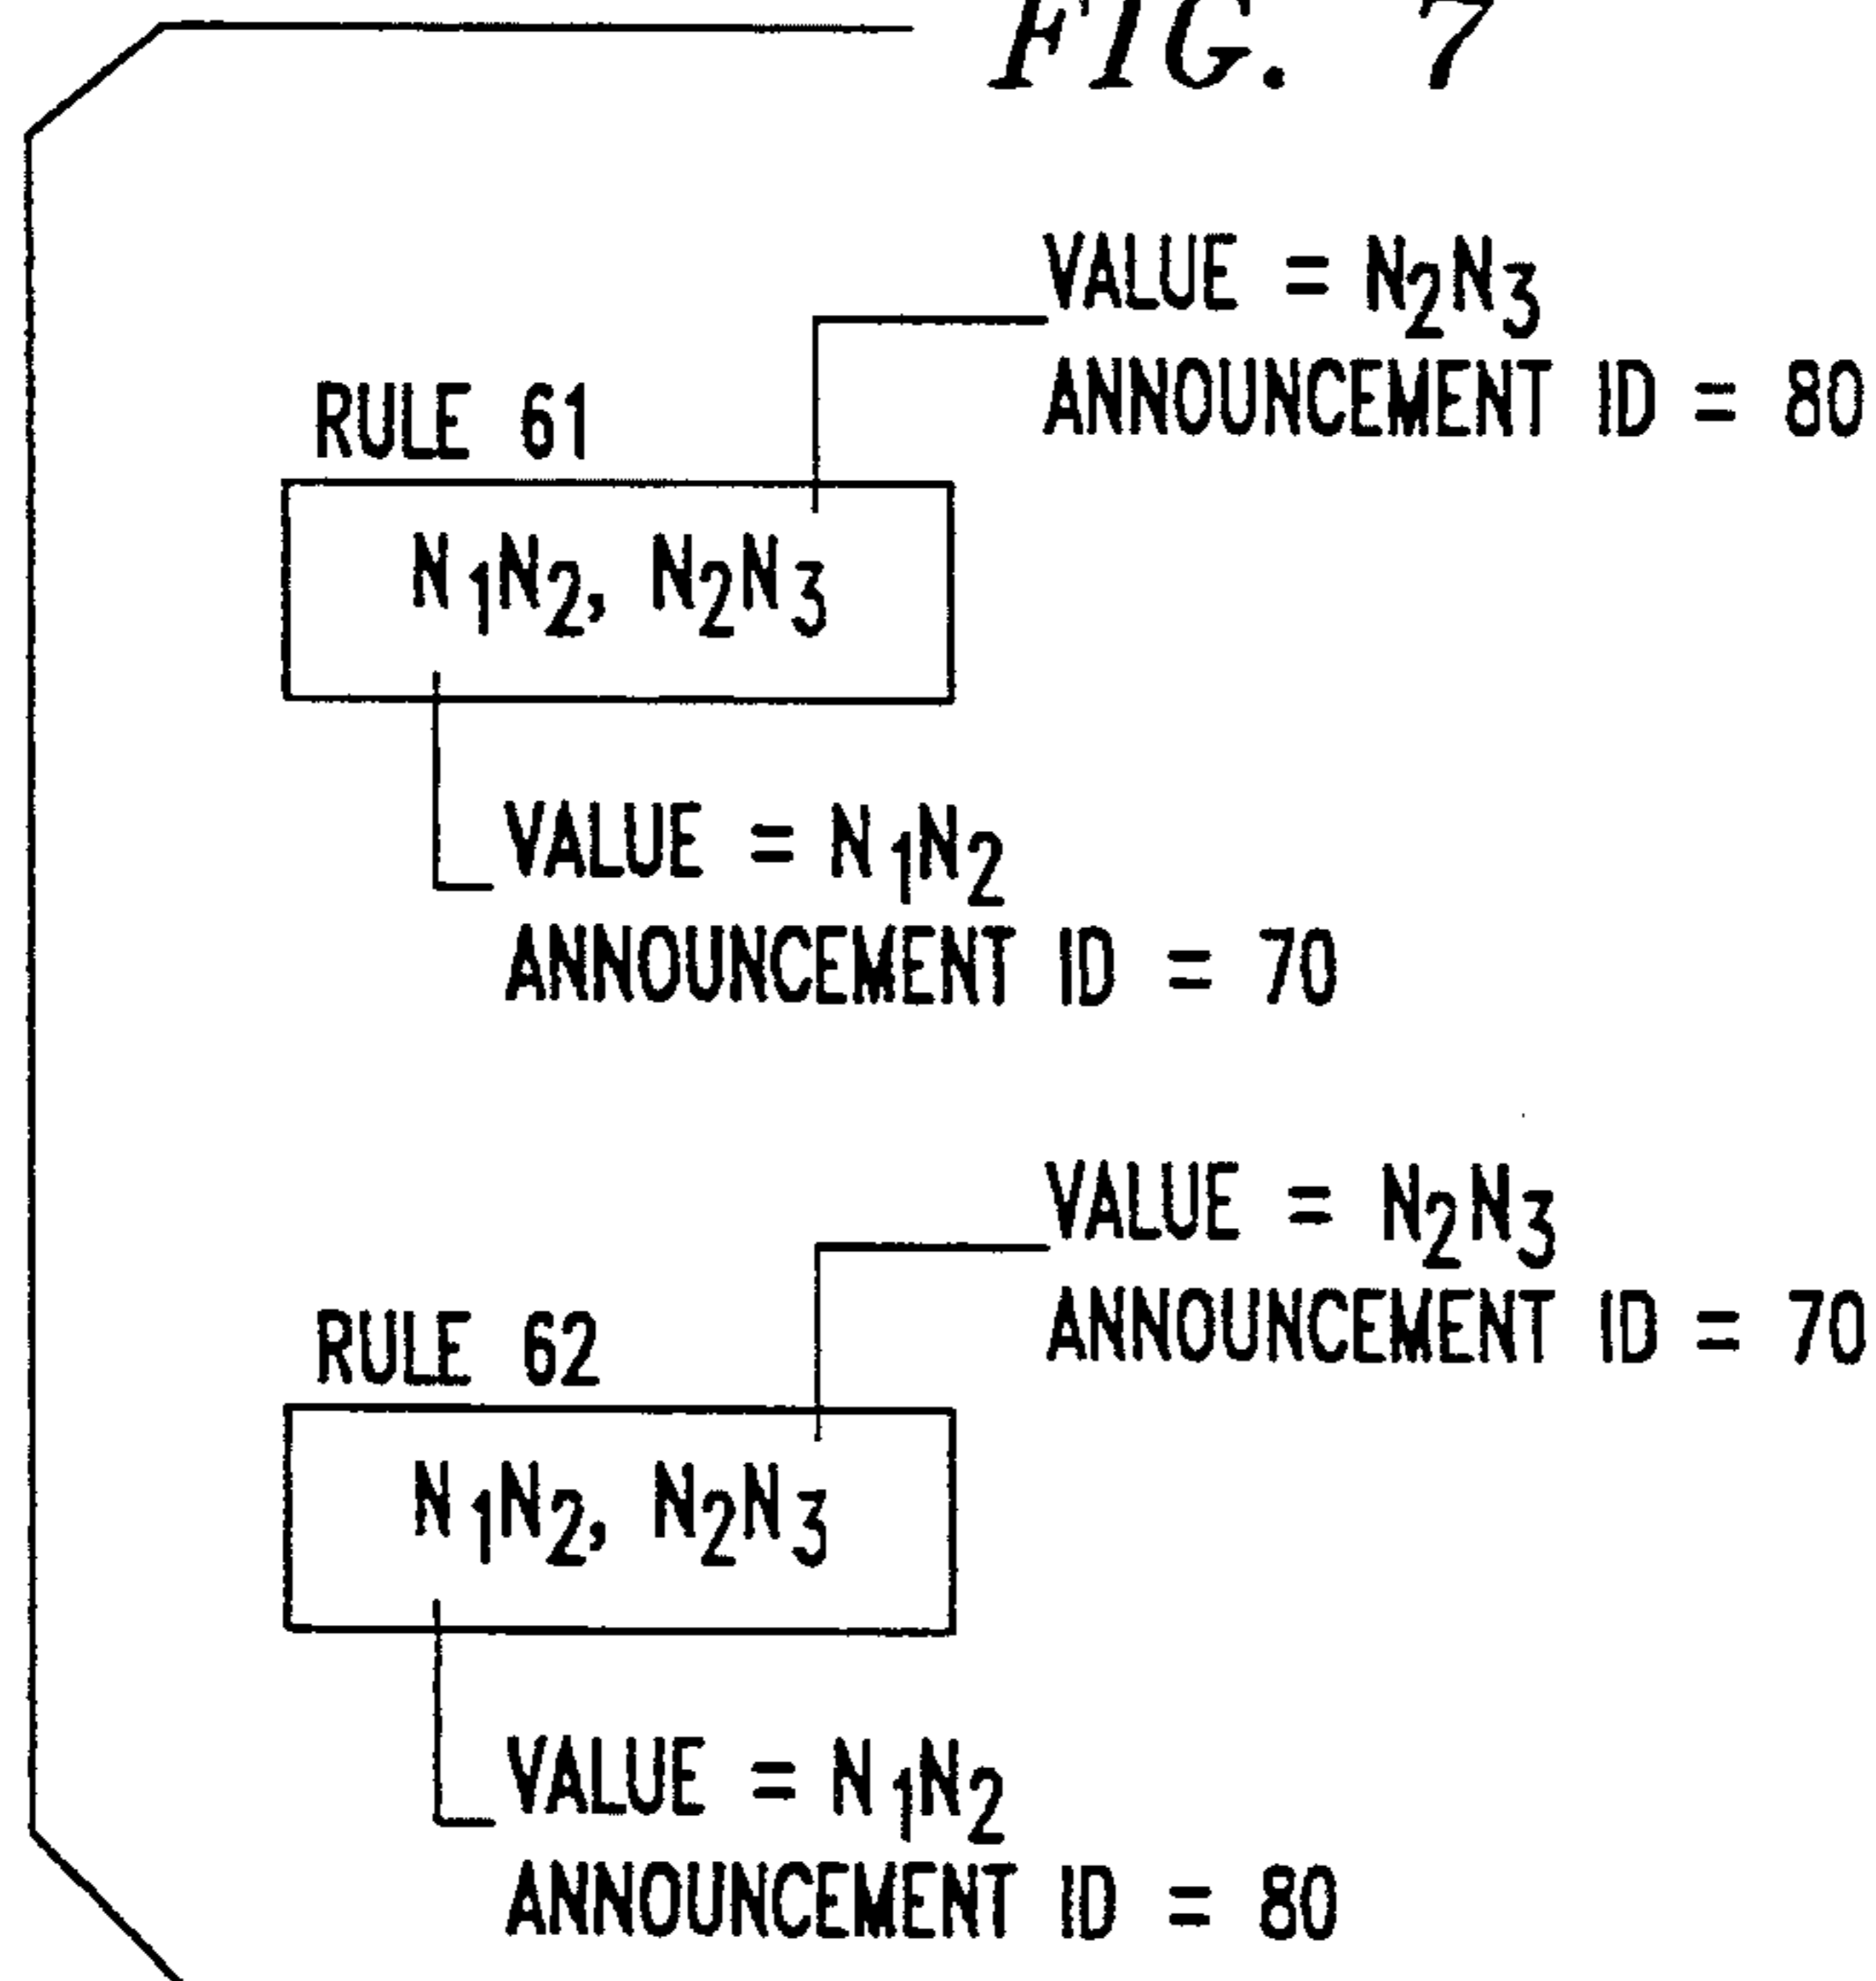 FIG. 7
VALUE = N₂N₃
ANNOUNCEMENT ID = 80
RULE 61
N₁N₂, N₂N₃
VALUE = N₁N₂
ANNOUNCEMENT ID = 70
VALUE = N₂N₃
ANNOUNCEMENT ID = 70
RULE 62
N₁N₂, N₂N₃
VALUE = N₁N₂
ANNOUNCEMENT ID = 80